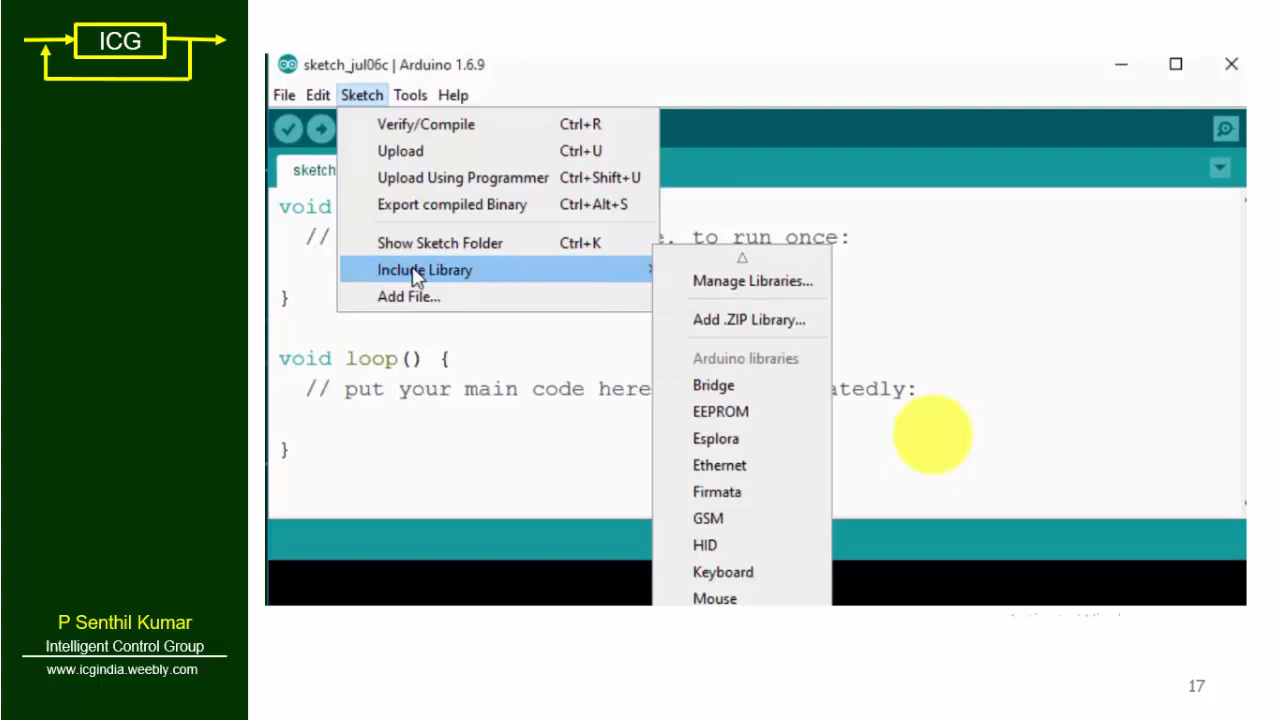 ICG
sketch_jul06c | Arduino 1.6.9
File Edit Sketch Tools Help
Verify/Compile Ctrl+R
Upload Ctrl+U
Upload Using Programmer Ctrl+Shift+U
Export compiled Binary Ctrl+Alt+S
Show Sketch Folder Ctrl+K
Include Library
Add File...
sketch
void
// e, to run once:
}
void loop() {
// put your main code here atedly:
}
Manage Libraries...
Add .ZIP Library...
Arduino libraries
Bridge
EEPROM
Esplora
Ethernet
Firmata
GSM
HID
Keyboard
Mouse
P Senthil Kumar
Intelligent Control Group
www.icgindia.weebly.com
17